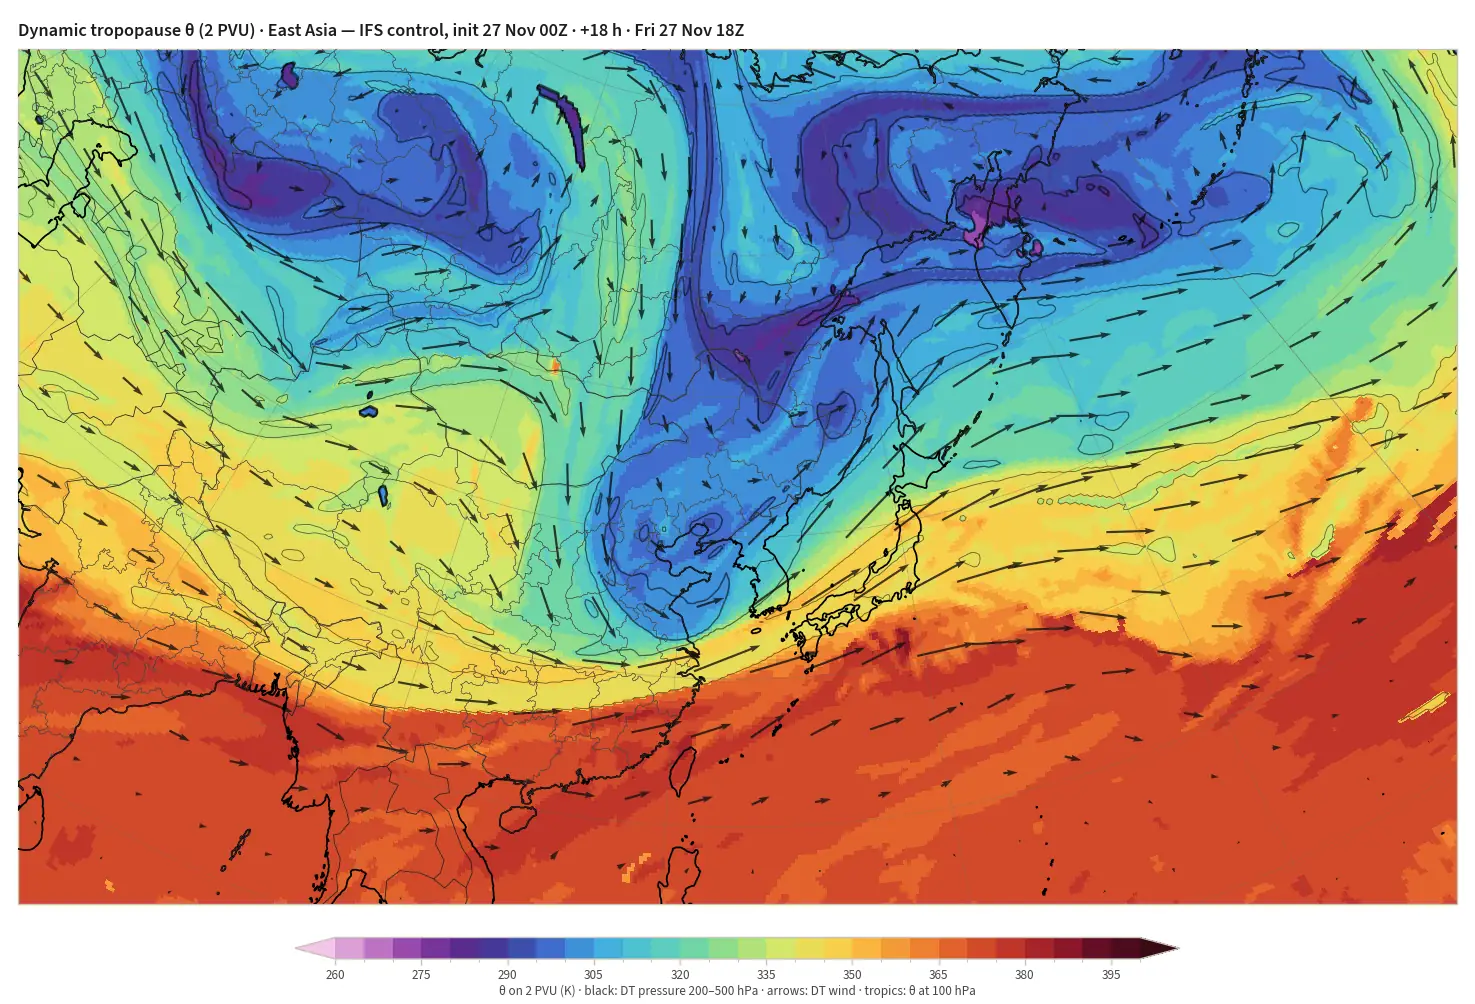 Dynamic tropopause θ (2 PVU) · East Asia — IFS control, init 27 Nov 00Z · +18 h · Fri 27 Nov 18Z
260 275 290 305 320 335 350 365 380 395
θ on 2 PVU (K) · black: DT pressure 200–500 hPa · arrows: DT wind · tropics: θ at 100 hPa